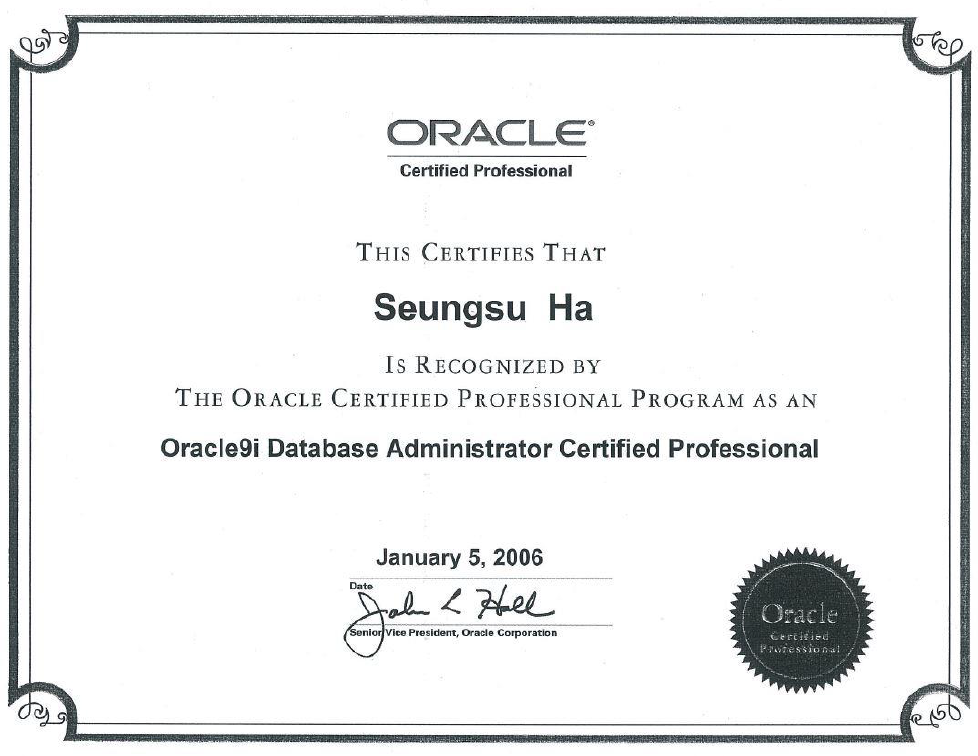 ORACLE®
Certified Professional
THIS CERTIFIES THAT
Seungsu Ha
IS RECOGNIZED BY
THE ORACLE CERTIFIED PROFESSIONAL PROGRAM AS AN
Oracle9i Database Administrator Certified Professional
January 5, 2006
Date
John L Hall
Senior Vice President, Oracle Corporation
Oracle
Certified
Professional